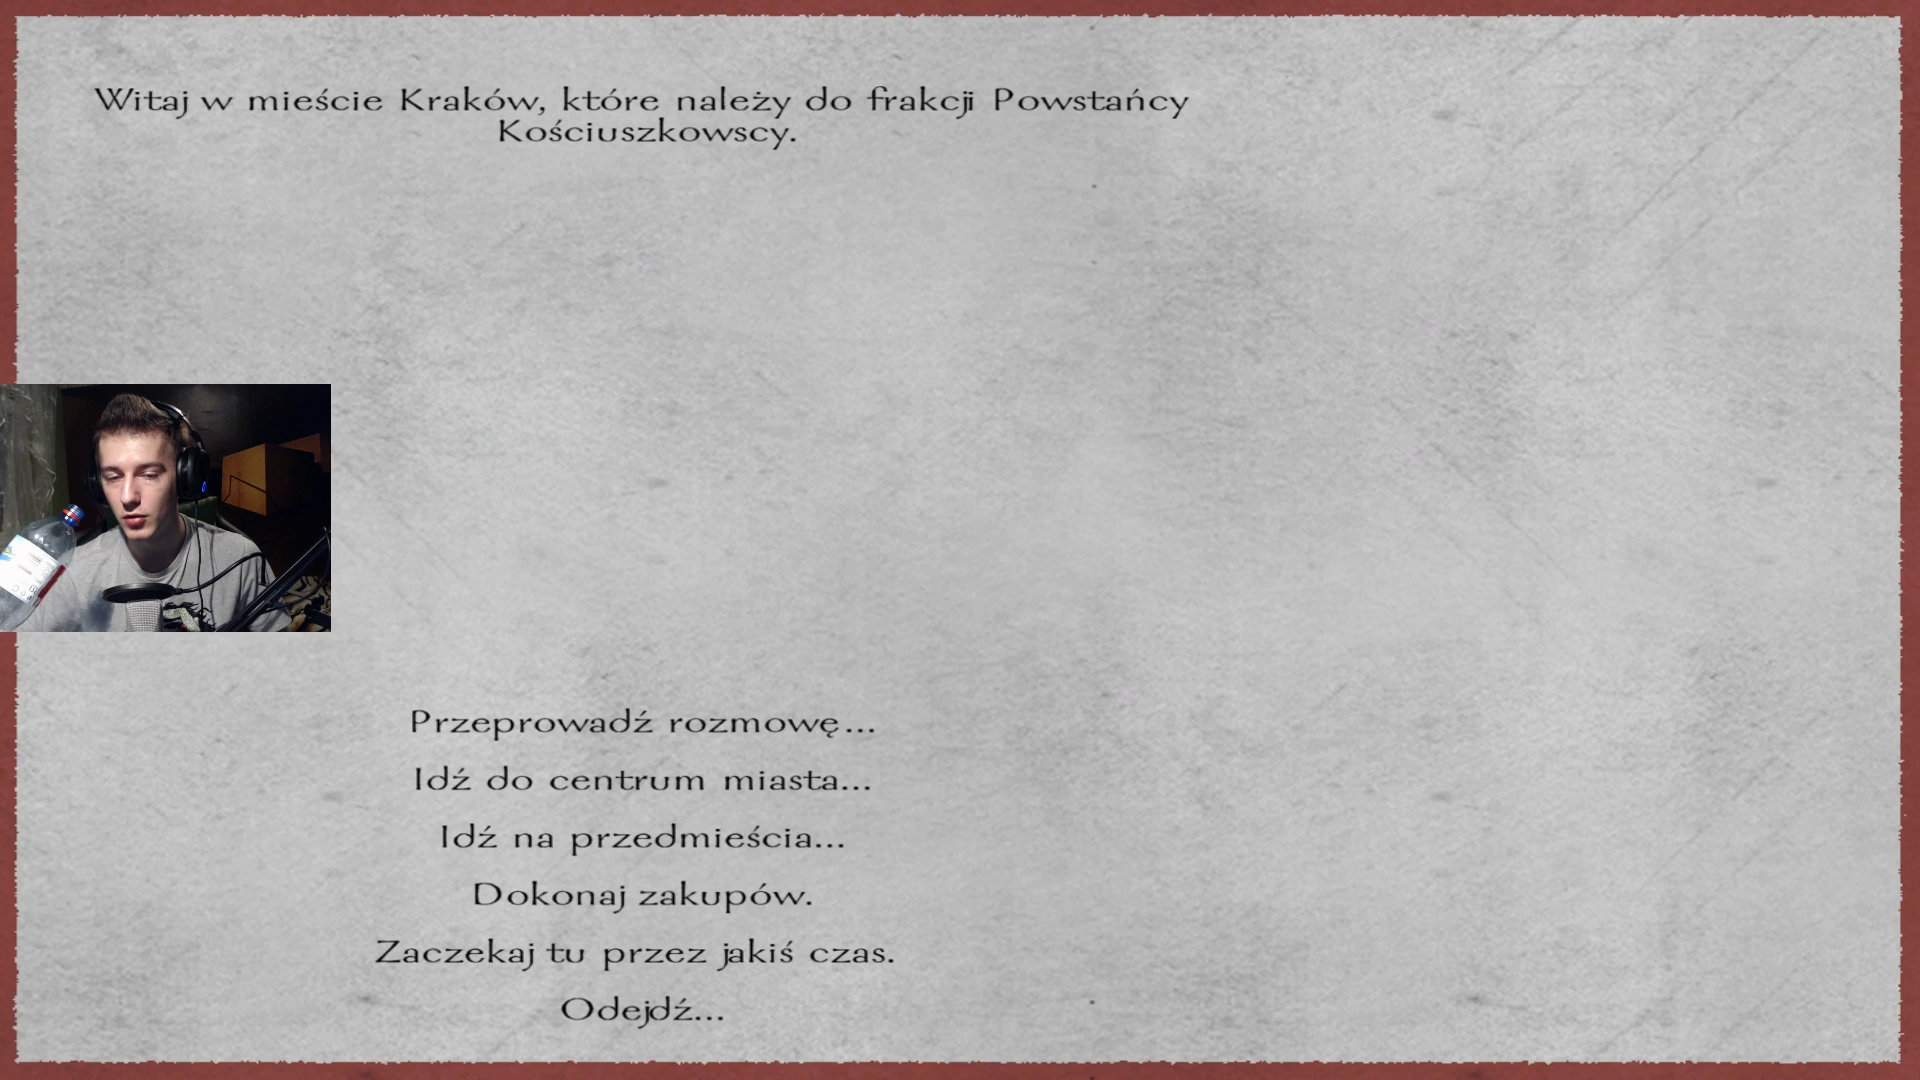 Witaj w mieście Kraków, które należy do frakcji Powstańcy
Kościuszkowscy.
Przeprowadź rozmowę...
Idź do centrum miasta...
Idź na przedmieścia...
Dokonaj zakupów.
Zaczekaj tu przez jakiś czas.
Odejdź...